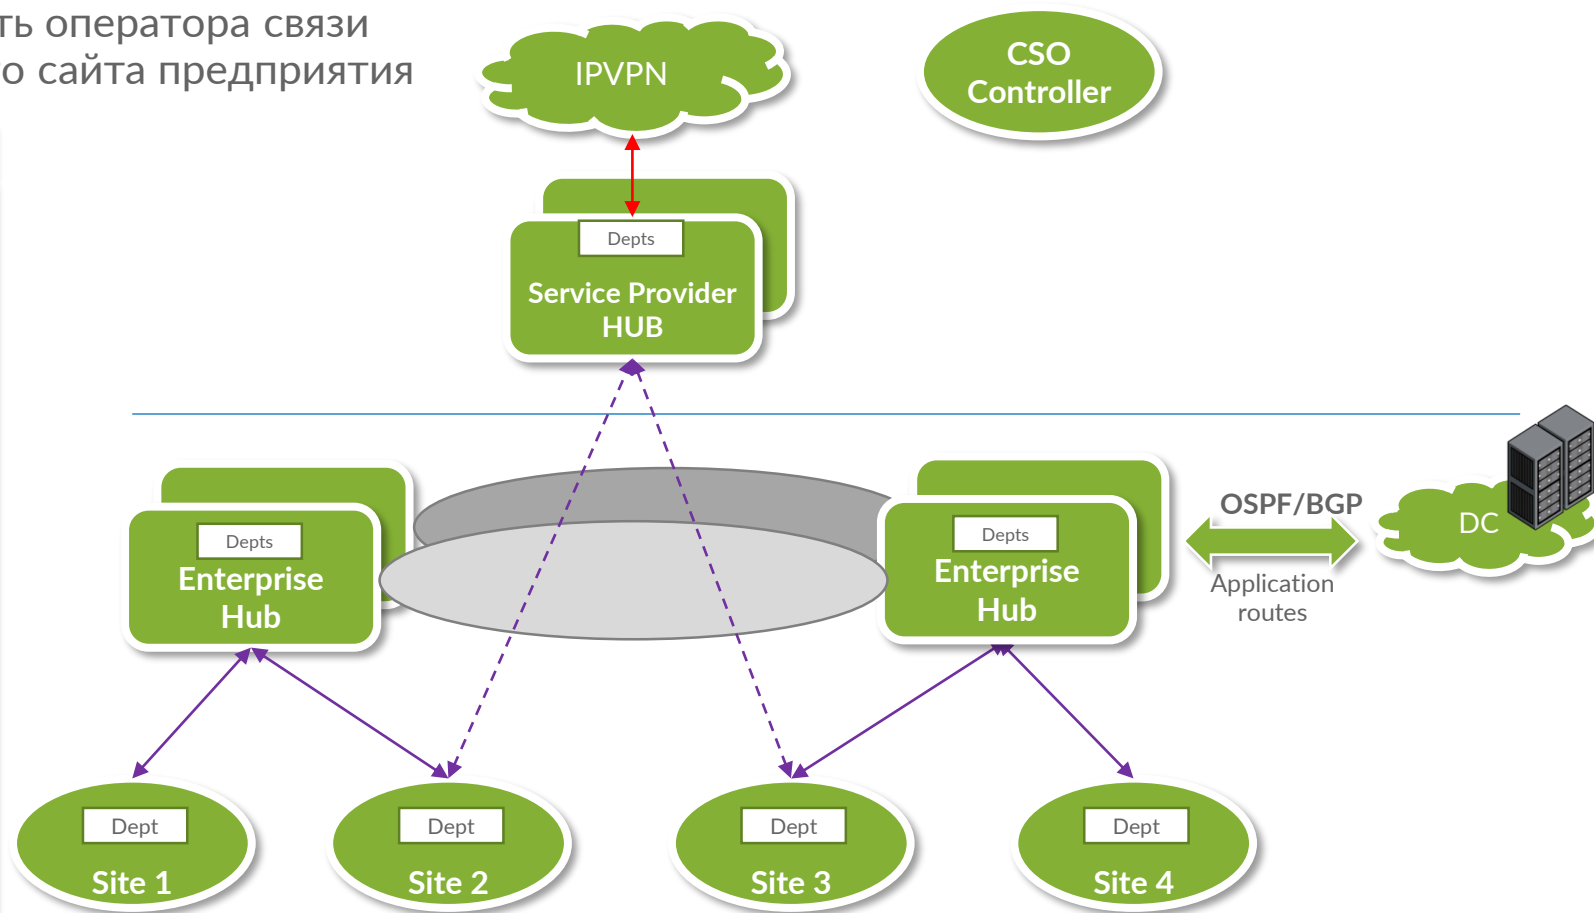 оператора связи
сайта предприятия
IPVPN
CSO
Controller
Depts
Service Provider
HUB
Depts
Enterprise
Hub
Depts
Enterprise
Hub
OSPF/BGP
Application
routes
DC
Dept
Site 1
Dept
Site 2
Dept
Site 3
Dept
Site 4